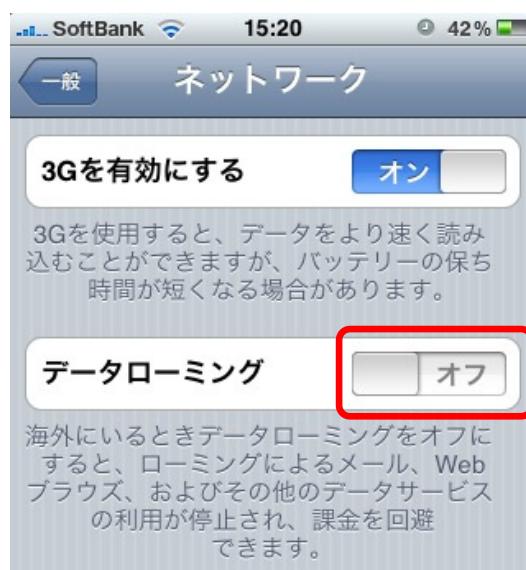 SoftBank 15:20 42%
一般 ネットワーク
3Gを有効にする オン
3Gを使用すると、データをより速く読み
込むことができますが、バッテリーの保ち
時間が短くなる場合があります。
データローミング オフ
海外にいるときデータローミングをオフに
すると、ローミングによるメール、Web
ブラウズ、およびその他のデータサービス
の利用が停止され、課金を回避
できます。